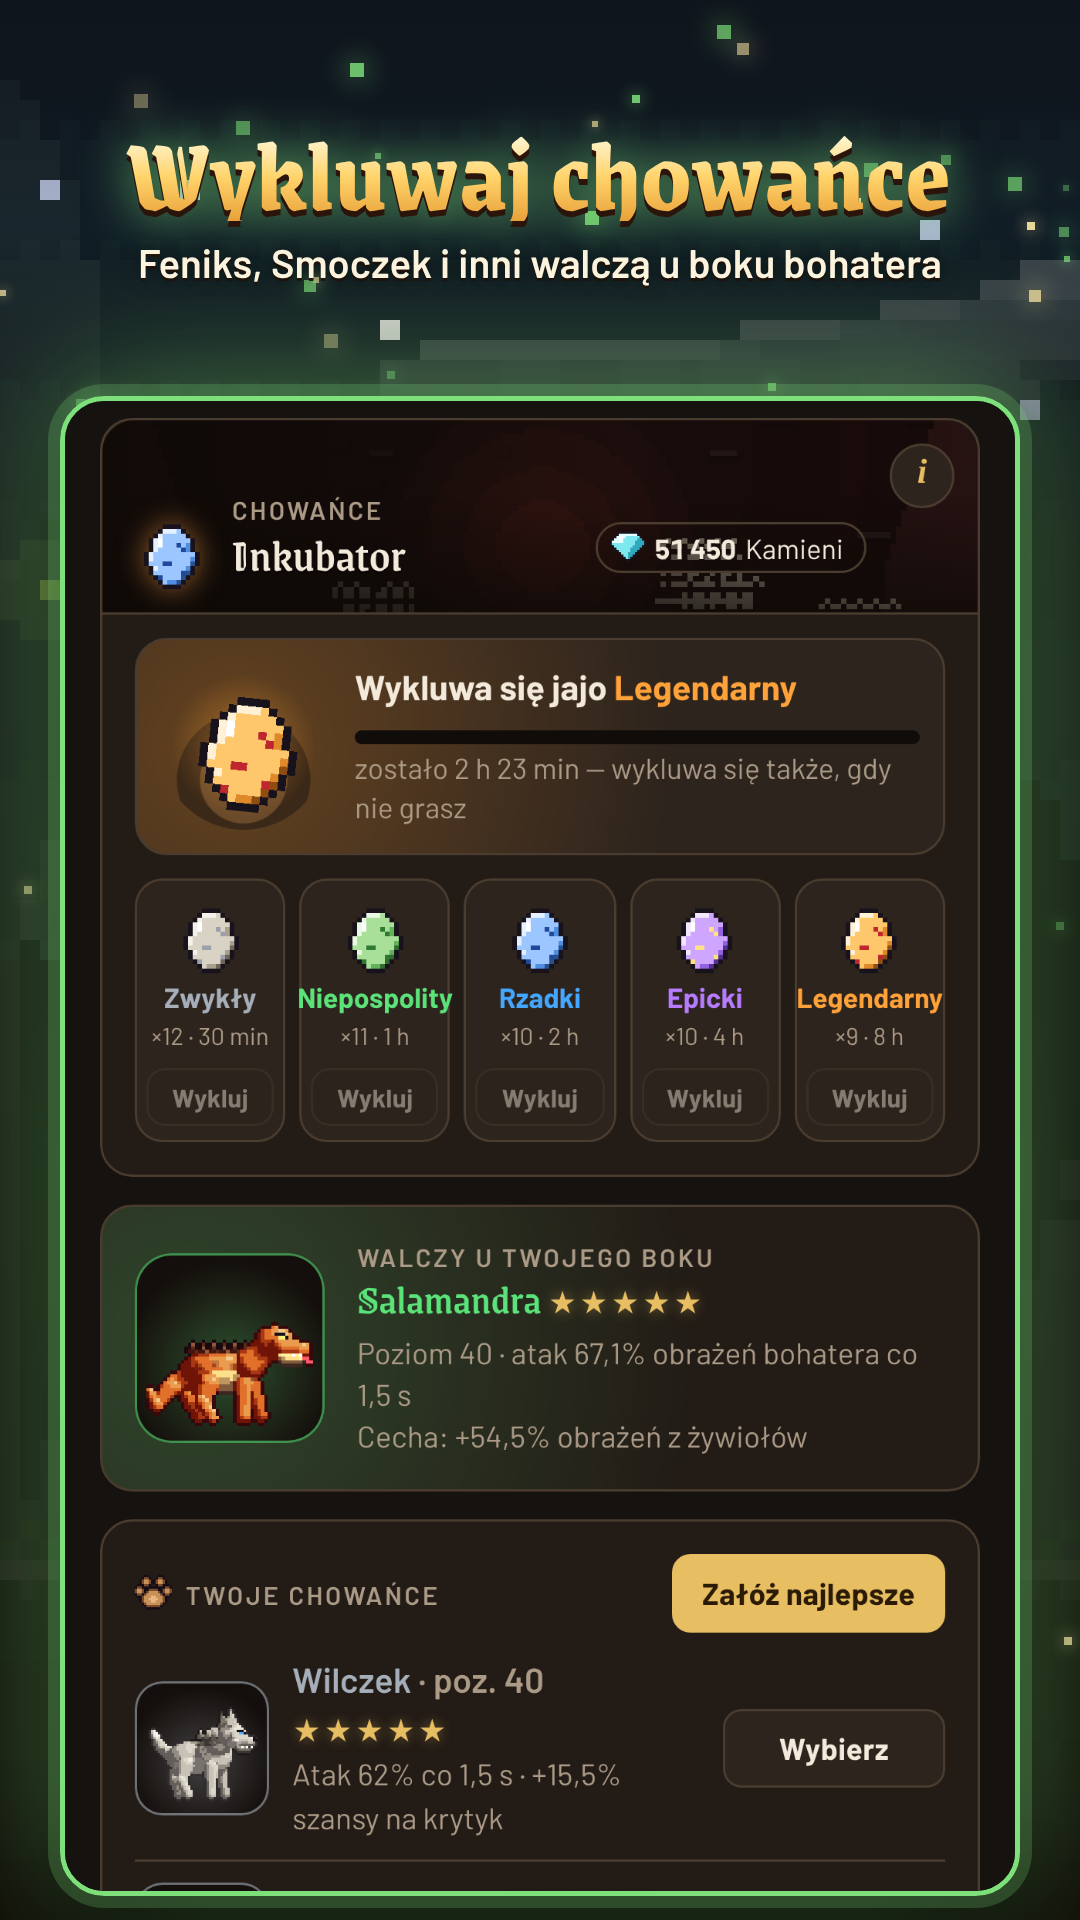 Wykluwaj chowańce
Feniks, Smoczek i inni walczą u boku bohatera
i
CHOWAŃCE
Inkubator
51 450 Kamieni
Wykluwa się jajo Legendarny
zostało 2 h 23 min — wykluwa się także, gdy
nie grasz
Zwykły
×12 · 30 min
Wykluj
Niepospolity
×11 · 1 h
Wykluj
Rzadki
×10 · 2 h
Wykluj
Epicki
×10 · 4 h
Wykluj
Legendarny
×9 · 8 h
Wykluj
WALCZY U TWOJEGO BOKU
Salamandra ★★★★★
Poziom 40 · atak 67,1% obrażeń bohatera co
1,5 s
Cecha: +54,5% obrażeń z żywiołów
TWOJE CHOWAŃCE
Załóż najlepsze
Wilczek · poz. 40
★★★★★
Atak 62% co 1,5 s · +15,5%
szansy na krytyk
Wybierz